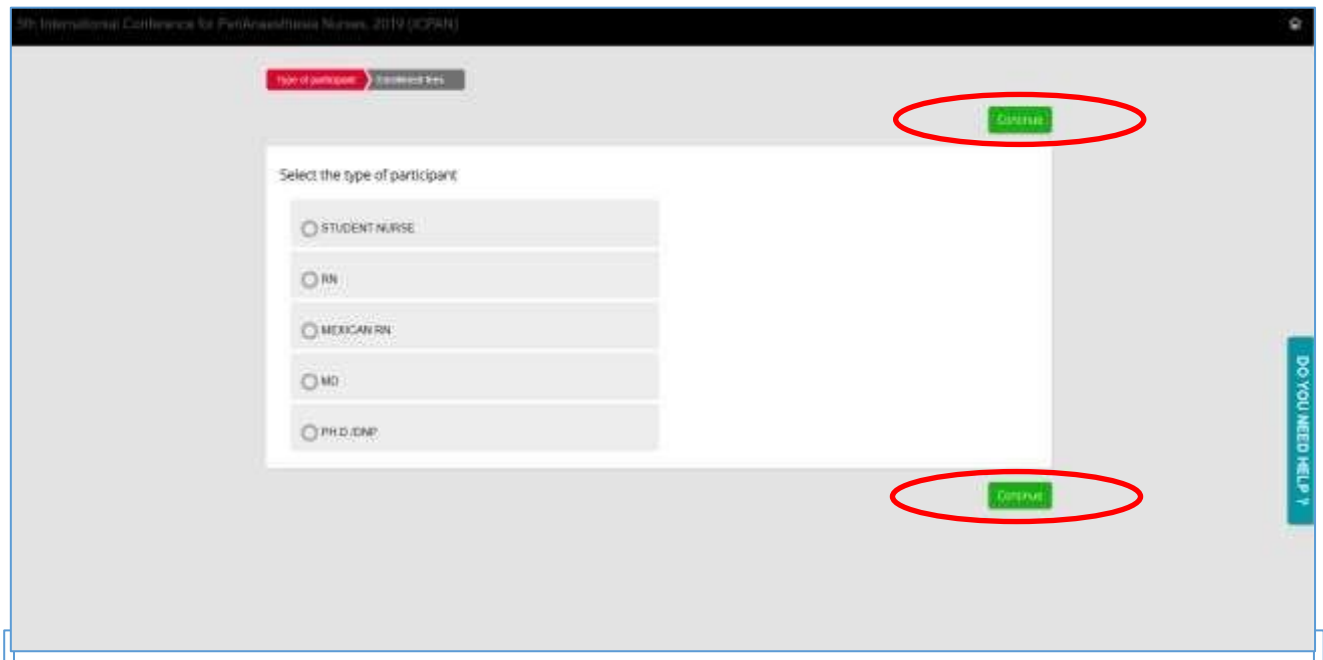 5th International Conference for PeriAnaesthesia Nurses, 2019 (ICPAN)
Type of participant
Continue
Select the type of participant
STUDENT NURSE
RN
MEXICAN RN
MD
PH.D /DNP
Continue
DO YOU NEED HELP ?